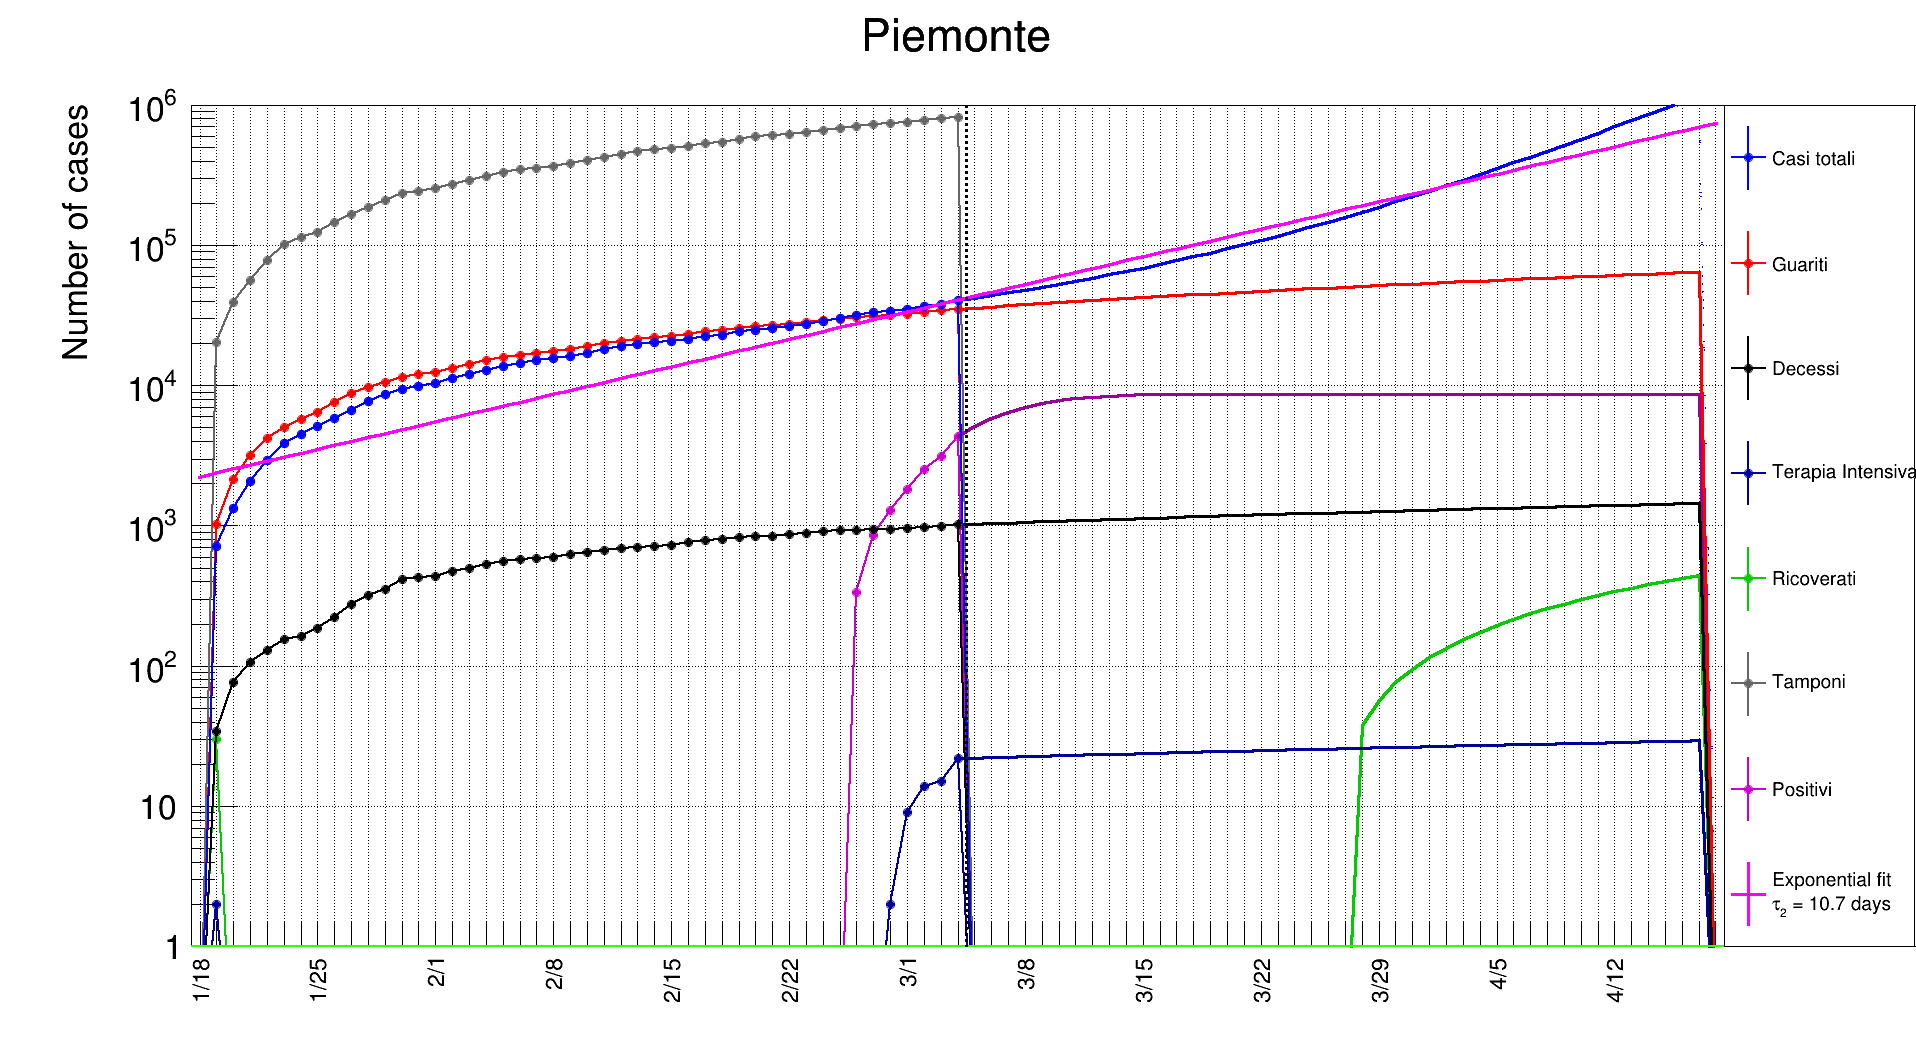 Piemonte
Number of cases
10^6
10^5
10^4
10^3
10^2
10
1
1/18
1/25
2/1
2/8
2/15
2/22
3/1
3/8
3/15
3/22
3/29
4/5
4/12
Casi totali
Guariti
Decessi
Terapia Intensiva
Ricoverati
Tamponi
Positivi
Exponential fit
τ_2 = 10.7 days